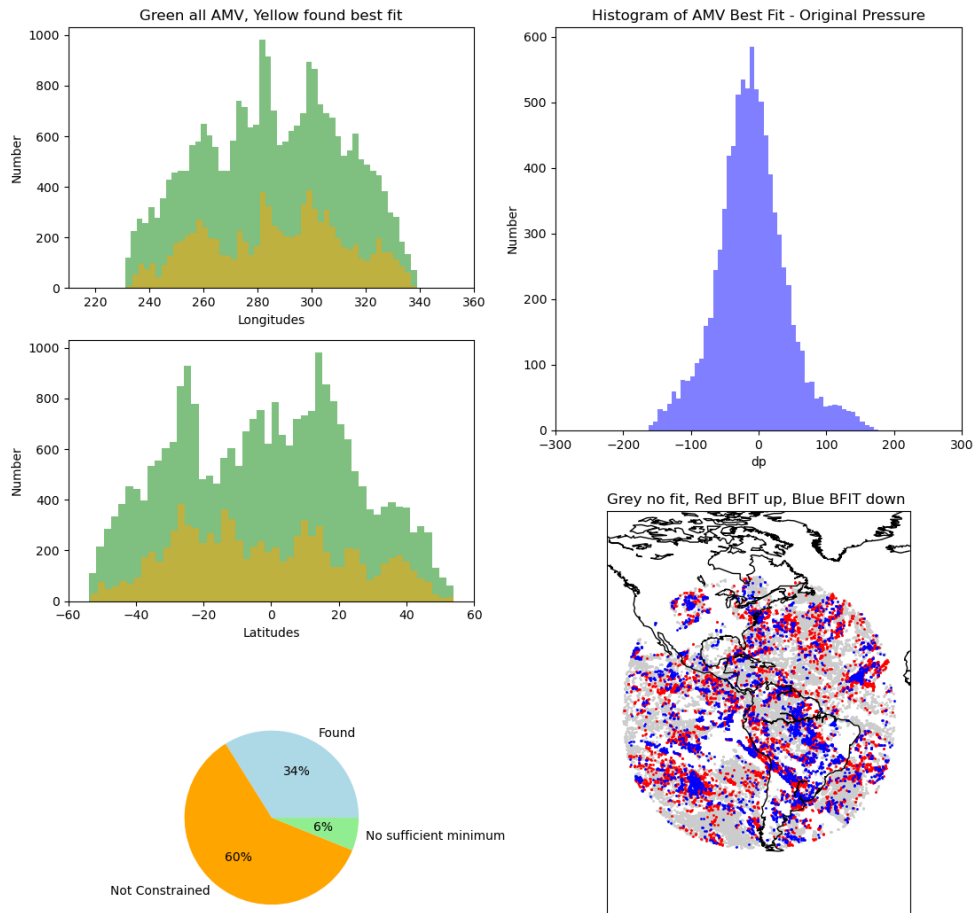 Green all AMV, Yellow found best fit
1000
800
600
400
200
0
Number
220 240 260 280 300 320 340 360
Longitudes
1000
800
600
400
200
0
Number
−60 −40 −20 0 20 40 60
Latitudes
Found
34%
6%
No sufficient minimum
60%
Not Constrained
Histogram of AMV Best Fit - Original Pressure
600
500
400
300
200
100
0
Number
−300 −200 −100 0 100 200 300
dp
Grey no fit, Red BFIT up, Blue BFIT down